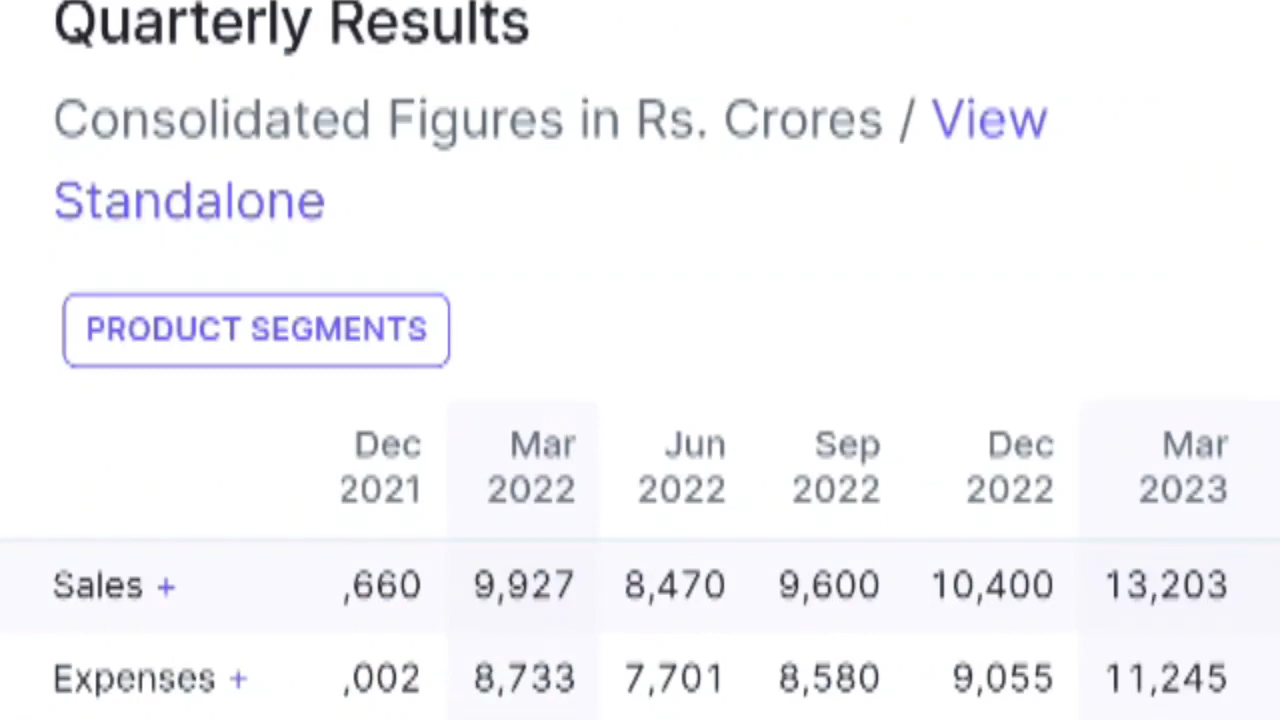 Quarterly Results
Consolidated Figures in Rs. Crores / View
Standalone
PRODUCT SEGMENTS
Dec Mar Jun Sep Dec Mar
2021 2022 2022 2022 2022 2023
Sales + ,660 9,927 8,470 9,600 10,400 13,203
Expenses + ,002 8,733 7,701 8,580 9,055 11,245